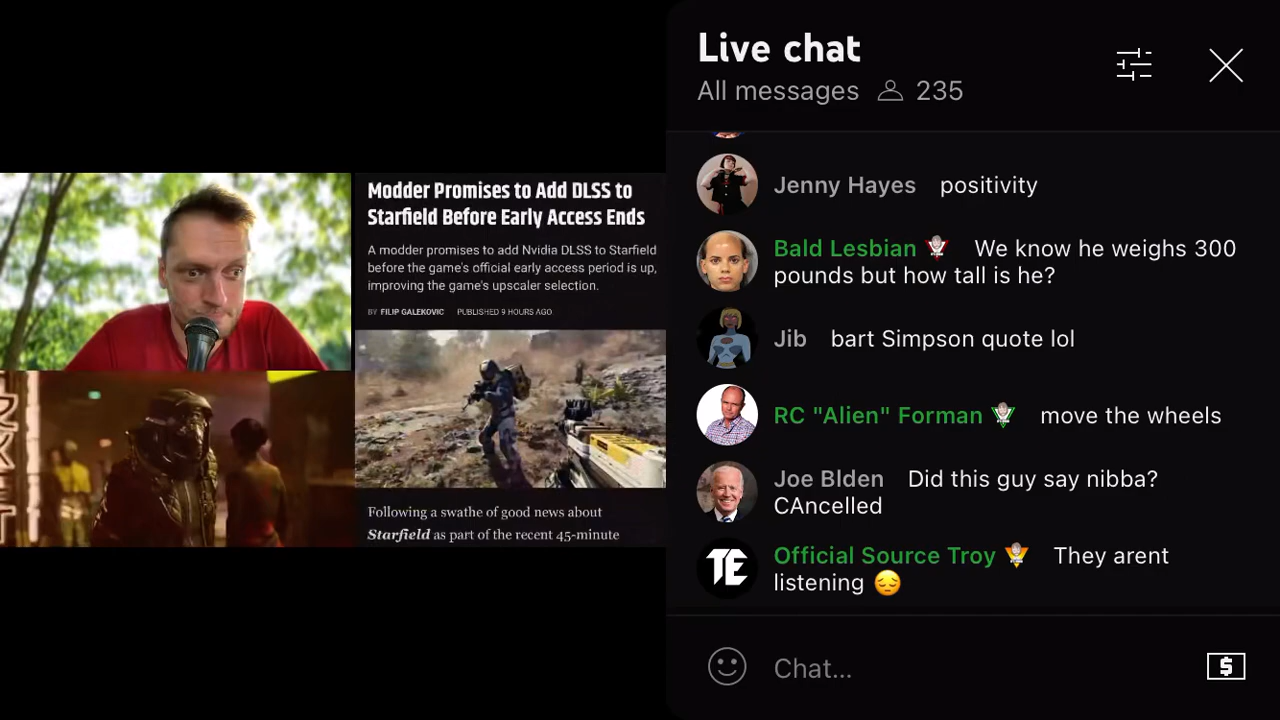 Modder Promises to Add DLSS to
Starfield Before Early Access Ends
A modder promises to add Nvidia DLSS to Starfield
before the game's official early access period is up,
improving the game's upscaler selection.
BY FILIP GALEKOVIC PUBLISHED 9 HOURS AGO
Following a swathe of good news about
Starfield as part of the recent 45-minute
Live chat
All messages 235
Jenny Hayes positivity
Bald Lesbian We know he weighs 300
pounds but how tall is he?
Jib bart Simpson quote lol
RC "Alien" Forman move the wheels
Joe Blden Did this guy say nibba?
CAncelled
TE
Official Source Troy They arent
listening 😔
Chat...
$